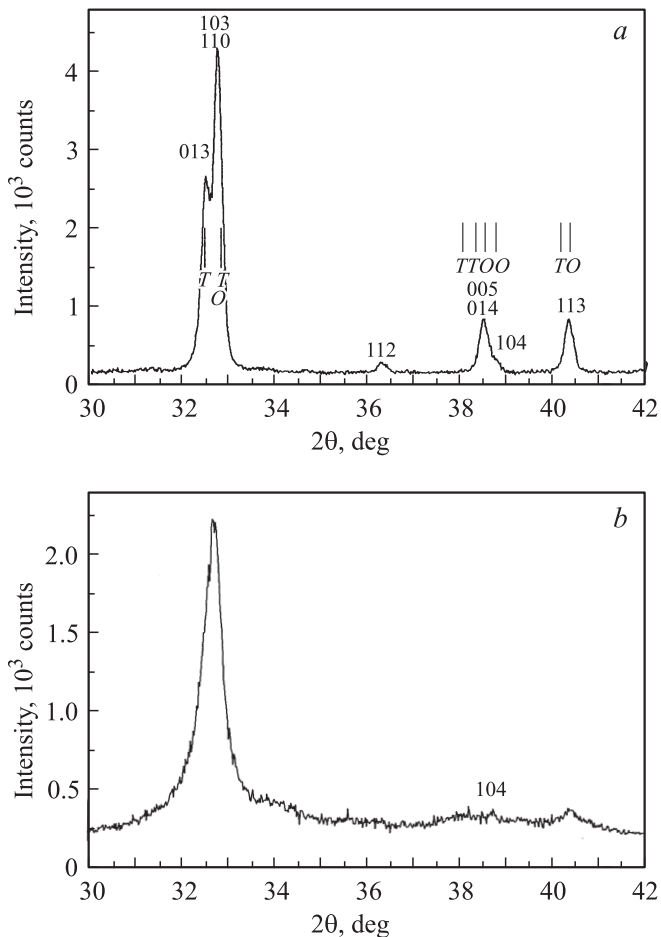 a
103
110
013
T T
O
112
TTOO
005
014
104
TO
113
4
3
2
1
0
30 32 34 36 38 40 42
2θ, deg
Intensity, 10³ counts
b
104
2.0
1.5
1.0
0.5
0
30 32 34 36 38 40 42
2θ, deg
Intensity, 10³ counts